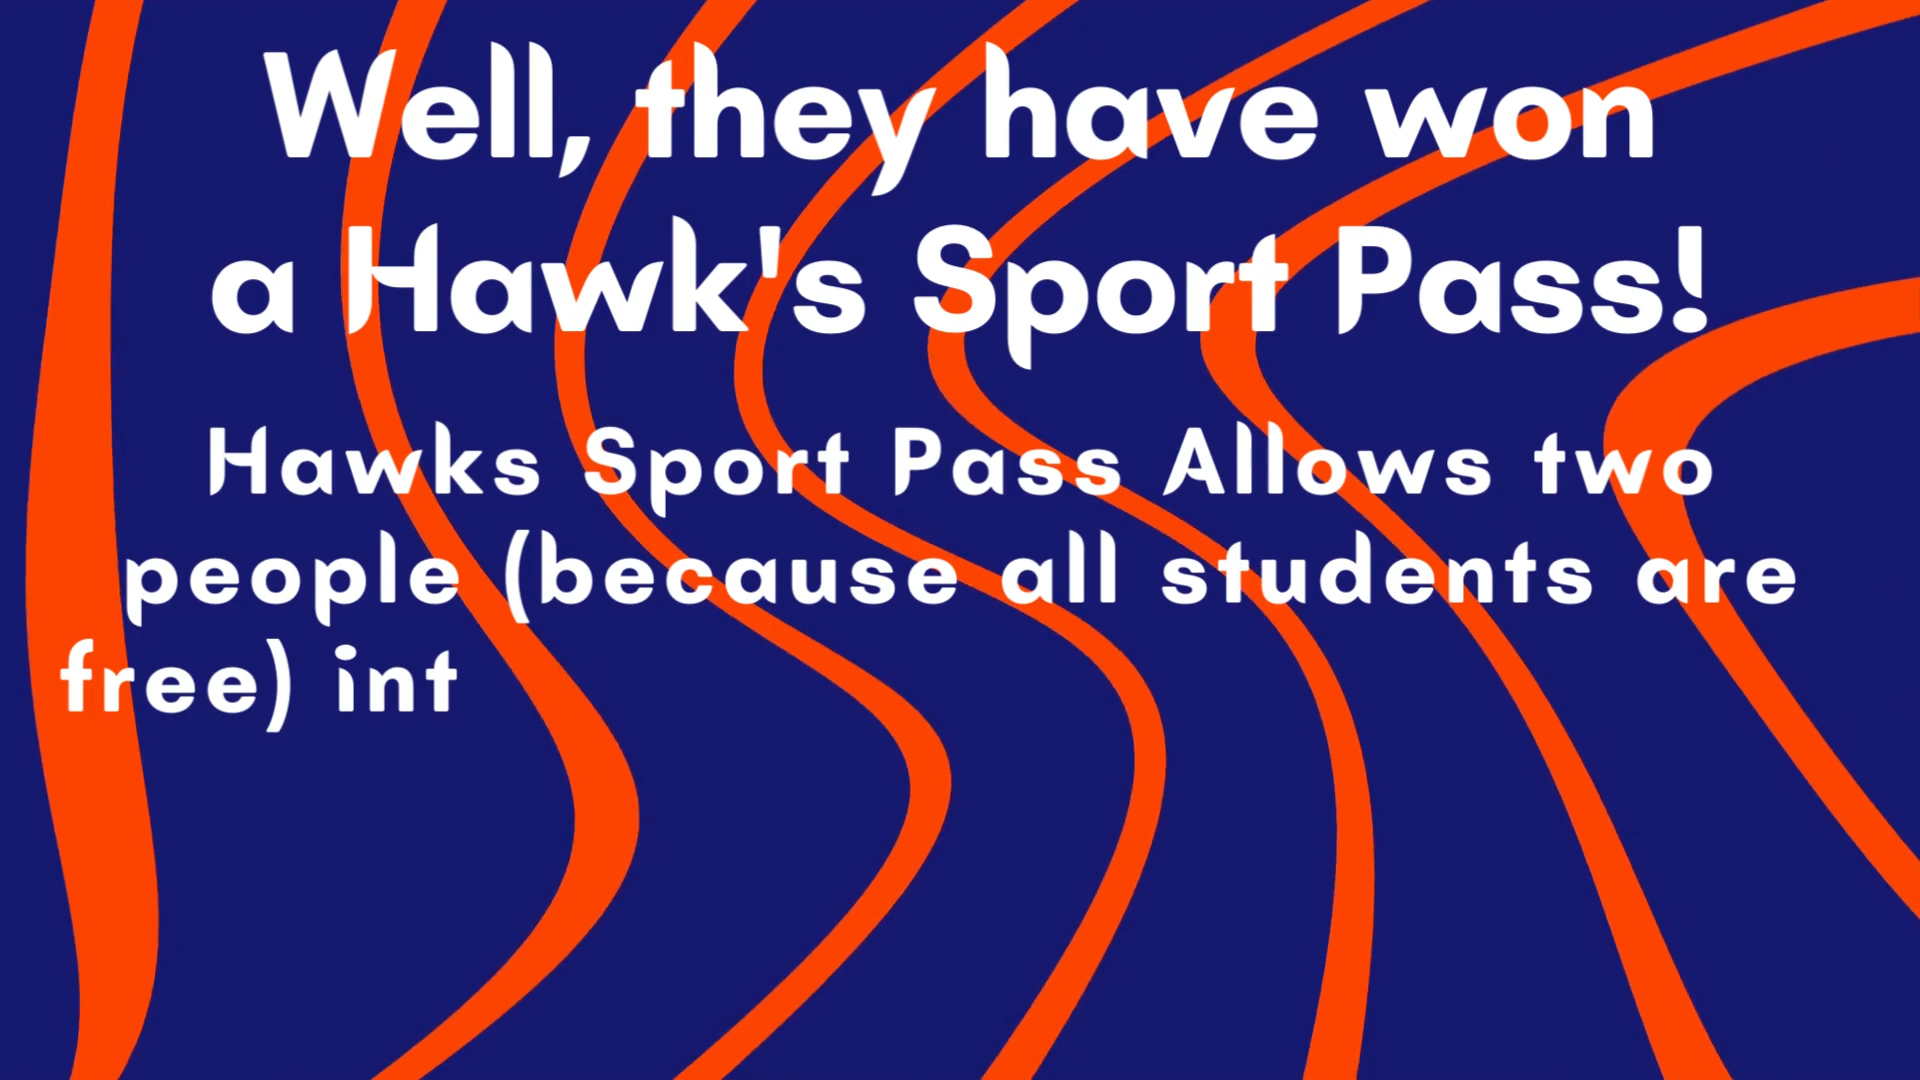 Well, they have won
a Hawk's Sport Pass!
Hawks Sport Pass Allows two
people (because all students are
free) int